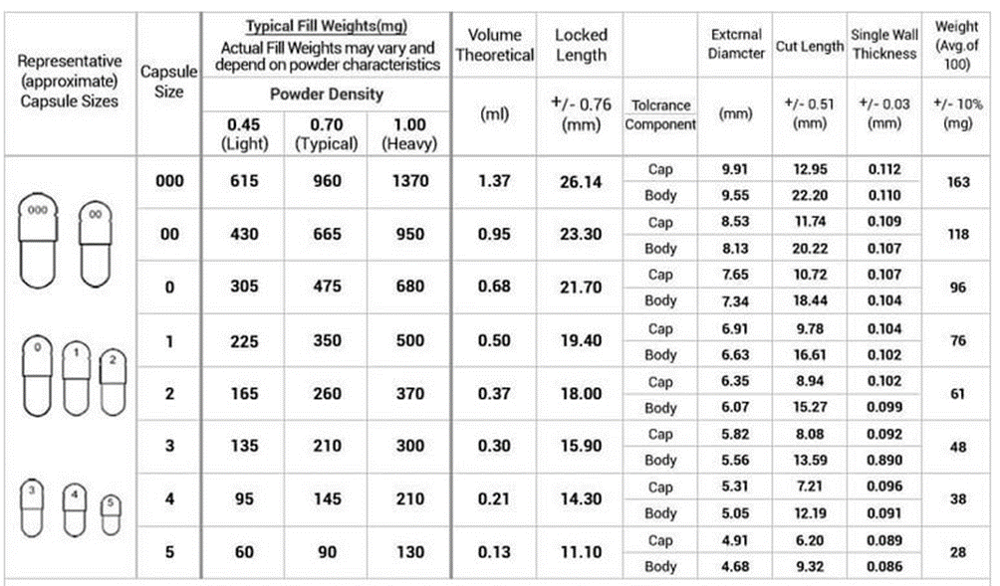 Representative
(approximate)
Capsule Sizes
Capsule
Size
Typical Fill Weights(mg)
Actual Fill Weights may vary and
depend on powder characteristics
Powder Density
0.45
(Light)
0.70
(Typical)
1.00
(Heavy)
Volume
Theoretical
(ml)
Locked
Length
+/- 0.76
(mm)
Tolcrance
Component
Extcrnal
Diamcter
(mm)
Cut Length
+/- 0.51
(mm)
Single Wall
Thickness
+/- 0.03
(mm)
Weight
(Avg.of
100)
+/- 10%
(mg)
000 00
0 1 2
3 4 5
000 615 960 1370 1.37 26.14 163
Cap 9.91 12.95 0.112
Body 9.55 22.20 0.110
00 430 665 950 0.95 23.30 118
Cap 8.53 11.74 0.109
Body 8.13 20.22 0.107
0 305 475 680 0.68 21.70 96
Cap 7.65 10.72 0.107
Body 7.34 18.44 0.104
1 225 350 500 0.50 19.40 76
Cap 6.91 9.78 0.104
Body 6.63 16.61 0.102
2 165 260 370 0.37 18.00 61
Cap 6.35 8.94 0.102
Body 6.07 15.27 0.099
3 135 210 300 0.30 15.90 48
Cap 5.82 8.08 0.092
Body 5.56 13.59 0.890
4 95 145 210 0.21 14.30 38
Cap 5.31 7.21 0.096
Body 5.05 12.19 0.091
5 60 90 130 0.13 11.10 28
Cap 4.91 6.20 0.089
Body 4.68 9.32 0.086